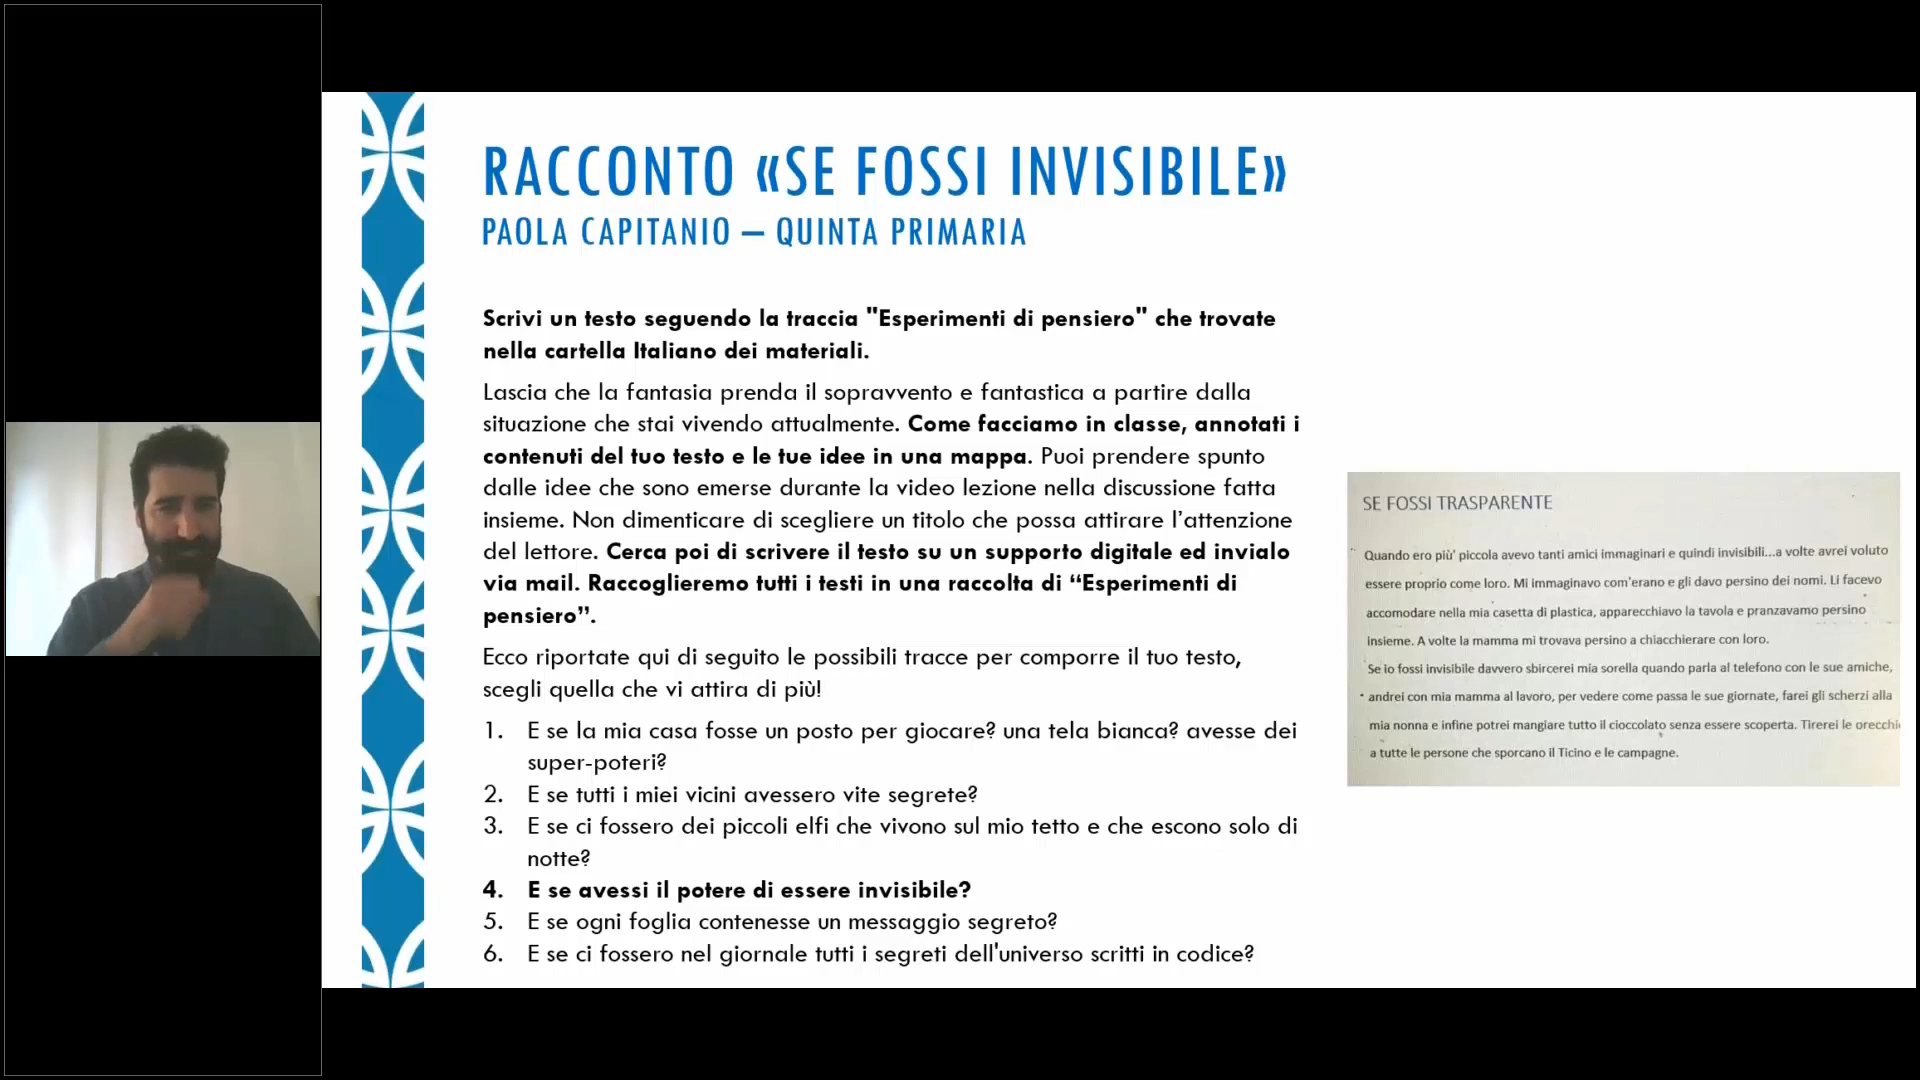 RACCONTO «SE FOSSI INVISIBILE»
PAOLA CAPITANIO – QUINTA PRIMARIA
Scrivi un testo seguendo la traccia "Esperimenti di pensiero" che trovate
nella cartella Italiano dei materiali.
Lascia che la fantasia prenda il sopravvento e fantastica a partire dalla
situazione che stai vivendo attualmente. Come facciamo in classe, annotati i
contenuti del tuo testo e le tue idee in una mappa. Puoi prendere spunto
dalle idee che sono emerse durante la video lezione nella discussione fatta
insieme. Non dimenticare di scegliere un titolo che possa attirare l’attenzione
del lettore. Cerca poi di scrivere il testo su un supporto digitale ed invialo
via mail. Raccoglieremo tutti i testi in una raccolta di “Esperimenti di
pensiero”.
Ecco riportate qui di seguito le possibili tracce per comporre il tuo testo,
scegli quella che vi attira di più!
1. E se la mia casa fosse un posto per giocare? una tela bianca? avesse dei
super-poteri?
2. E se tutti i miei vicini avessero vite segrete?
3. E se ci fossero dei piccoli elfi che vivono sul mio tetto e che escono solo di
notte?
4. E se avessi il potere di essere invisibile?
5. E se ogni foglia contenesse un messaggio segreto?
6. E se ci fossero nel giornale tutti i segreti dell'universo scritti in codice?
SE FOSSI TRASPARENTE
Quando ero più' piccola avevo tanti amici immaginari e quindi invisibili...a volte avrei voluto
essere proprio come loro. Mi immaginavo com'erano e gli davo persino dei nomi. Li facevo
accomodare nella mia casetta di plastica, apparecchiavo la tavola e pranzavamo persino
insieme. A volte la mamma mi trovava persino a chiacchierare con loro.
Se io fossi invisibile davvero sbircerei mia sorella quando parla al telefono con le sue amiche,
andrei con mia mamma al lavoro, per vedere come passa le sue giornate, farei gli scherzi alla
mia nonna e infine potrei mangiare tutto il cioccolato senza essere scoperta. Tirerei le orecchi
a tutte le persone che sporcano il Ticino e le campagne.